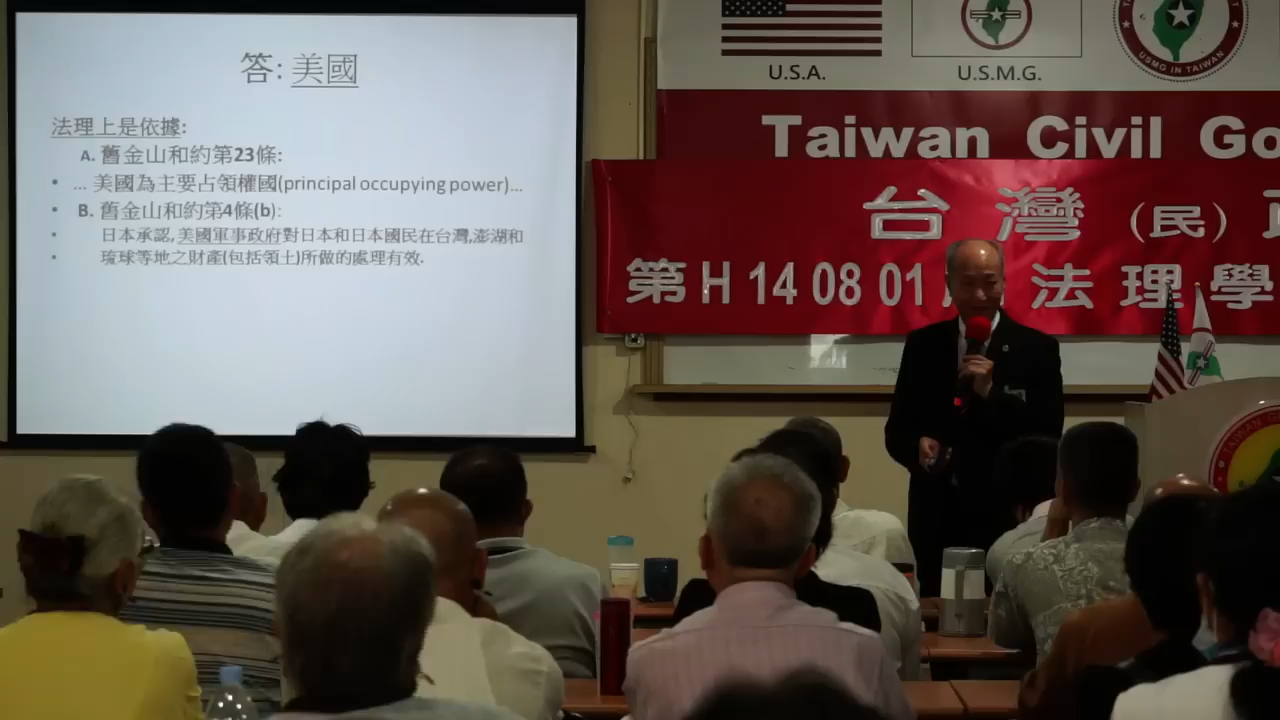 答: 美國
法理上是依據:
A. 舊金山和約第23條:
• ... 美國為主要占領權國(principal occupying power)...
• B. 舊金山和約第4條(b):
• 日本承認, 美國軍事政府對日本和日本國民在台灣,澎湖和
• 琉球等地之財產(包括領土)所做的處理有效.
U.S.A.
U.S.M.G.
USMG IN TAIWAN
Taiwan Civil Go
台灣(民)政
第H 14 08 01 法理學
TAIWAN